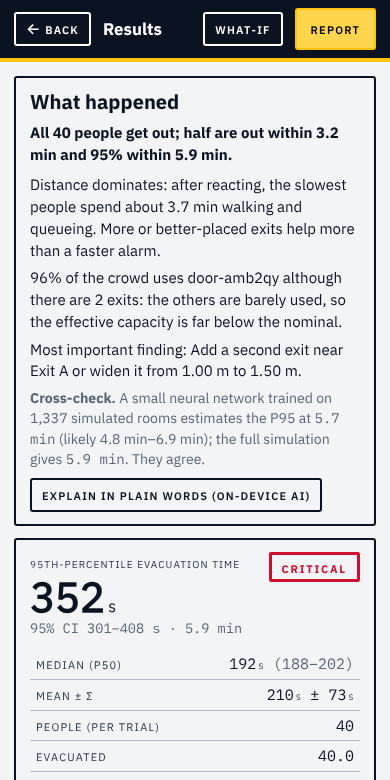 ← BACK
Results
WHAT-IF
REPORT
What happened
All 40 people get out; half are out within 3.2
min and 95% within 5.9 min.
Distance dominates: after reacting, the slowest
people spend about 3.7 min walking and
queueing. More or better-placed exits help more
than a faster alarm.
96% of the crowd uses door-amb2qy although
there are 2 exits: the others are barely used, so
the effective capacity is far below the nominal.
Most important finding: Add a second exit near
Exit A or widen it from 1.00 m to 1.50 m.
Cross-check. A small neural network trained on
1,337 simulated rooms estimates the P95 at 5.7
min (likely 4.8 min–6.9 min); the full simulation
gives 5.9 min. They agree.
EXPLAIN IN PLAIN WORDS (ON-DEVICE AI)
95TH-PERCENTILE EVACUATION TIME
CRITICAL
352 s
95% CI 301–408 s · 5.9 min
MEDIAN (P50) 192s (188–202)
MEAN ± Σ 210s ± 73s
PEOPLE (PER TRIAL) 40
EVACUATED 40.0